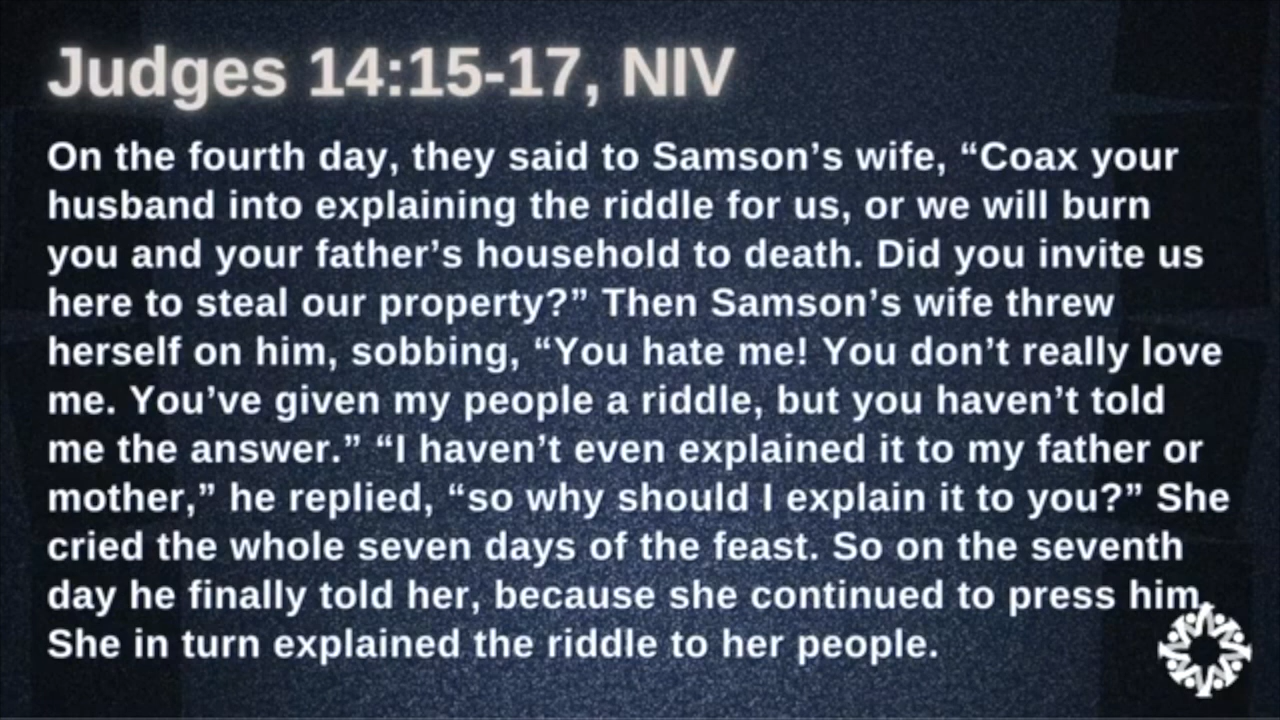 Judges 14:15-17, NIV
On the fourth day, they said to Samson’s wife, “Coax your
husband into explaining the riddle for us, or we will burn
you and your father’s household to death. Did you invite us
here to steal our property?” Then Samson’s wife threw
herself on him, sobbing, “You hate me! You don’t really love
me. You’ve given my people a riddle, but you haven’t told
me the answer.” “I haven’t even explained it to my father or
mother,” he replied, “so why should I explain it to you?” She
cried the whole seven days of the feast. So on the seventh
day he finally told her, because she continued to press him.
She in turn explained the riddle to her people.